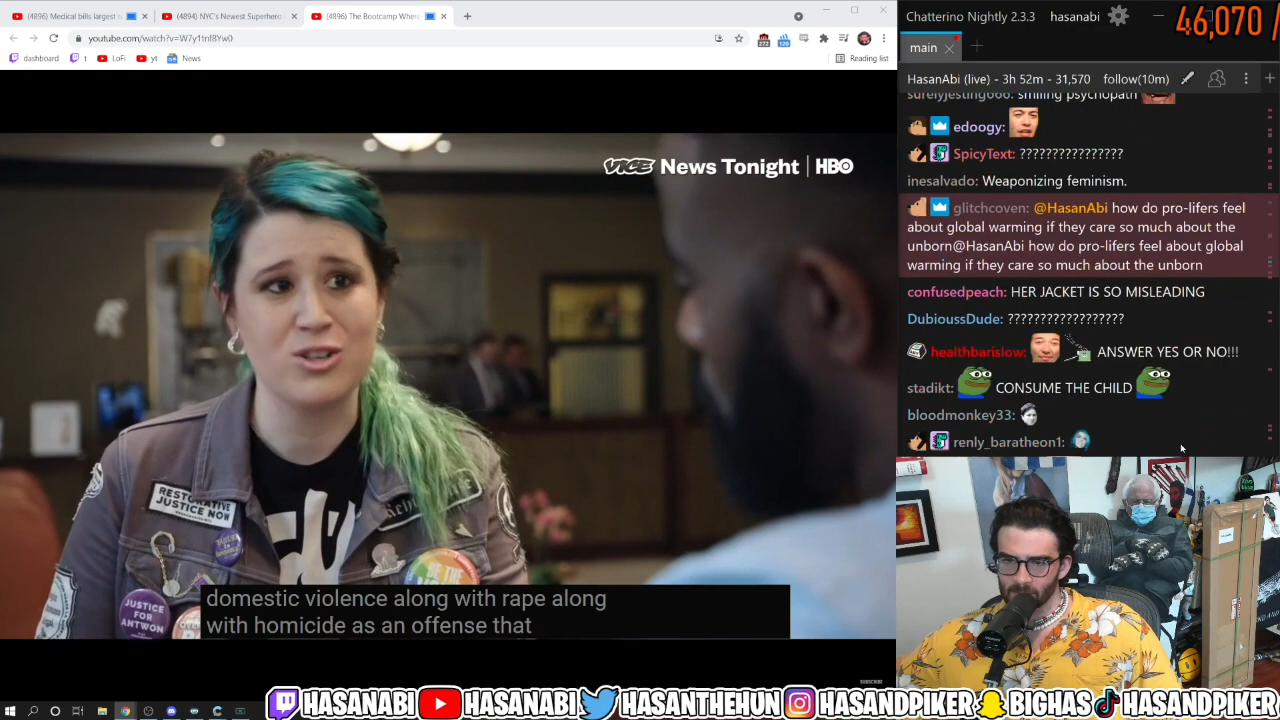 (4896) Medical bills largest s
(4894) NYC's Newest Superhero
(4896) The Bootcamp Where
youtube.com/watch?v=W7y1tnf8Yw0
272
120
dashboard
t
LoFi
yt
News
Reading list
VICE News Tonight | HBO
RESTORATIVE
JUSTICE NOW
JUSTICE
FOR
ANTWON
BE THE
domestic violence along with rape along
with homicide as an offense that
SUBSCRIBE
Chatterino Nightly 2.3.3
hasanabi
46,070 /
main
HasanAbi (live) - 3h 52m - 31,570
follow(10m)
surelyjesting666: smiling psychopath
edoogy:
SpicyText: ????????????????
inesalvado: Weaponizing feminism.
glitchcoven: @HasanAbi how do pro-lifers feel
about global warming if they care so much about the
unborn@HasanAbi how do pro-lifers feel about global
warming if they care so much about the unborn
confusedpeach: HER JACKET IS SO MISLEADING
DubioussDude: ??????????????????
healthbarislow: ANSWER YES OR NO!!!
stadikt: CONSUME THE CHILD
bloodmonkey33:
renly_baratheon1:
HASANABI
HASANABI
HASANTHEHUN
HASANDPIKER
BIGHAS
HASANDPIKER